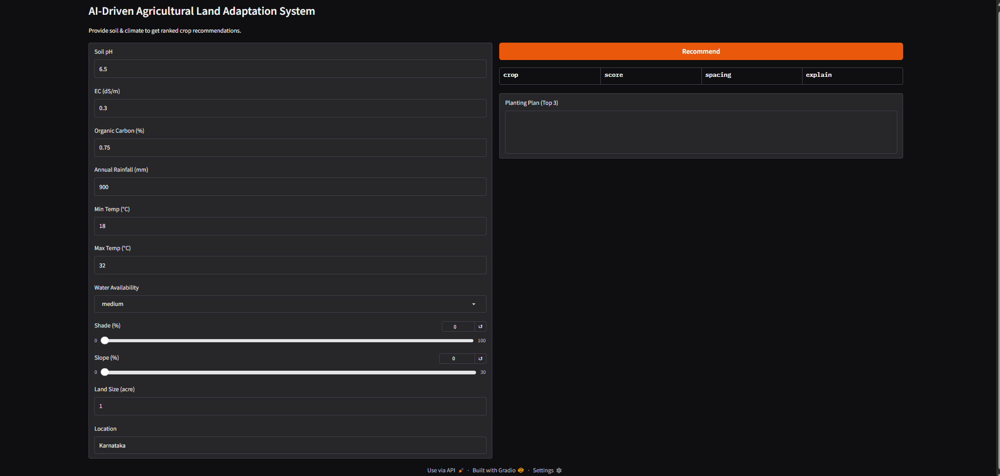 AI-Driven Agricultural Land Adaptation System
Provide soil & climate to get ranked crop recommendations.
Soil pH
6.5
EC (dS/m)
0.3
Organic Carbon (%)
0.75
Annual Rainfall (mm)
900
Min Temp (°C)
18
Max Temp (°C)
32
Water Availability
medium
Shade (%)
0
0 100
Slope (%)
0
0 30
Land Size (acre)
1
Location
Karnataka
Recommend
crop score spacing explain
Planting Plan (Top 3)
Use via API · Built with Gradio · Settings